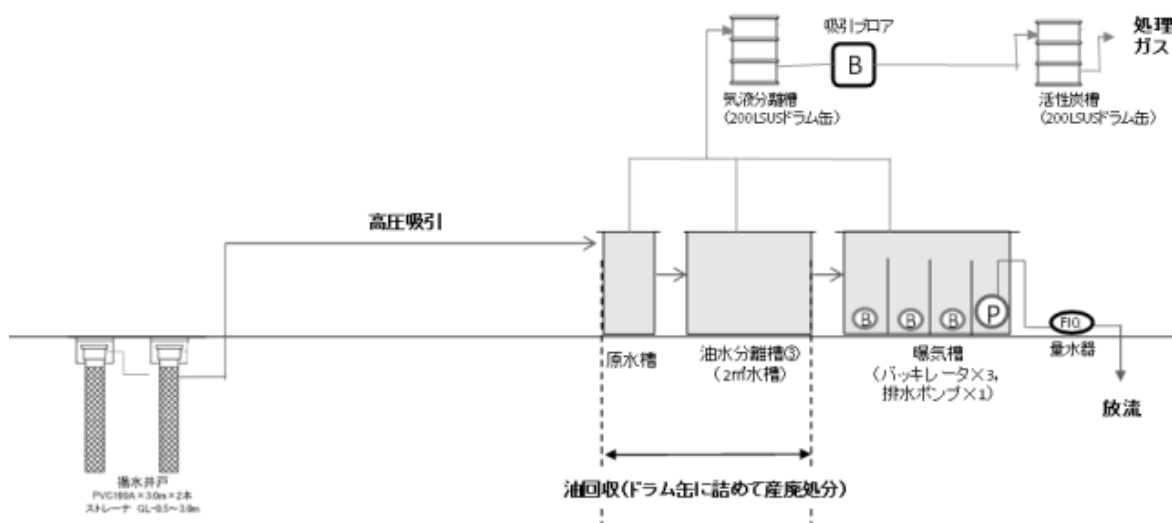 処理
ガス
吸引ブロア
B
気液分離槽
(200LSUSドラム缶)
活性炭槽
(200LSUSドラム缶)
高圧吸引
B
B
B
P
FIQ
量水器
原水槽
油水分離槽③
(2㎥水槽)
曝気槽
(バッキレータ×3,
排水ポンプ×1)
放流
揚水井戸
PVC100A×3.0m×2本
ストレーナ GL-0.5~3.0m
油回収(ドラム缶に詰めて産廃処分)